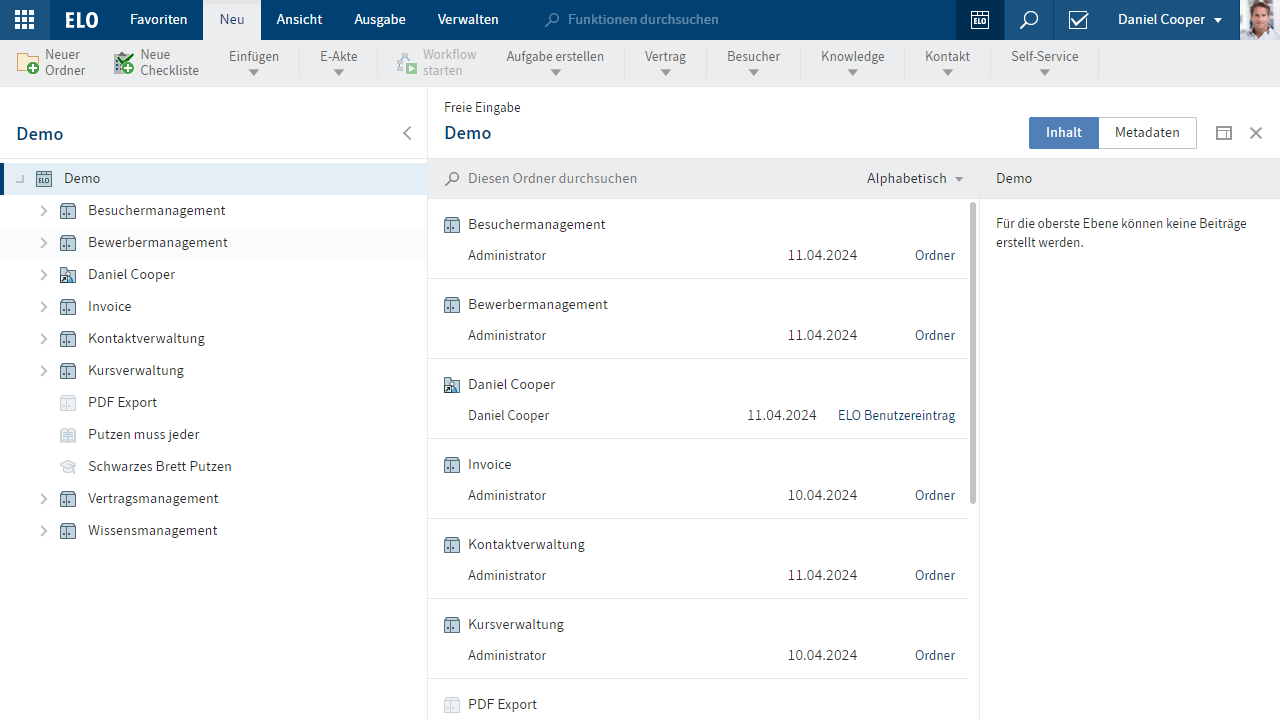 ELO Favoriten Neu Ansicht Ausgabe Verwalten Funktionen durchsuchen ELO Daniel Cooper
Neuer Ordner Neue Checkliste Einfügen E-Akte Workflow starten Aufgabe erstellen Vertrag Besucher Knowledge Kontakt Self-Service
Demo
ELO Demo
Besuchermanagement
Bewerbermanagement
Daniel Cooper
Invoice
Kontaktverwaltung
Kursverwaltung
PDF Export
Putzen muss jeder
Schwarzes Brett Putzen
Vertragsmanagement
Wissensmanagement
Freie Eingabe
Demo
Inhalt Metadaten
Diesen Ordner durchsuchen Alphabetisch
Besuchermanagement
Administrator 11.04.2024 Ordner
Bewerbermanagement
Administrator 11.04.2024 Ordner
Daniel Cooper
Daniel Cooper 11.04.2024 ELO Benutzereintrag
Invoice
Administrator 10.04.2024 Ordner
Kontaktverwaltung
Administrator 11.04.2024 Ordner
Kursverwaltung
Administrator 10.04.2024 Ordner
PDF Export
Demo
Für die oberste Ebene können keine Beiträge
erstellt werden.